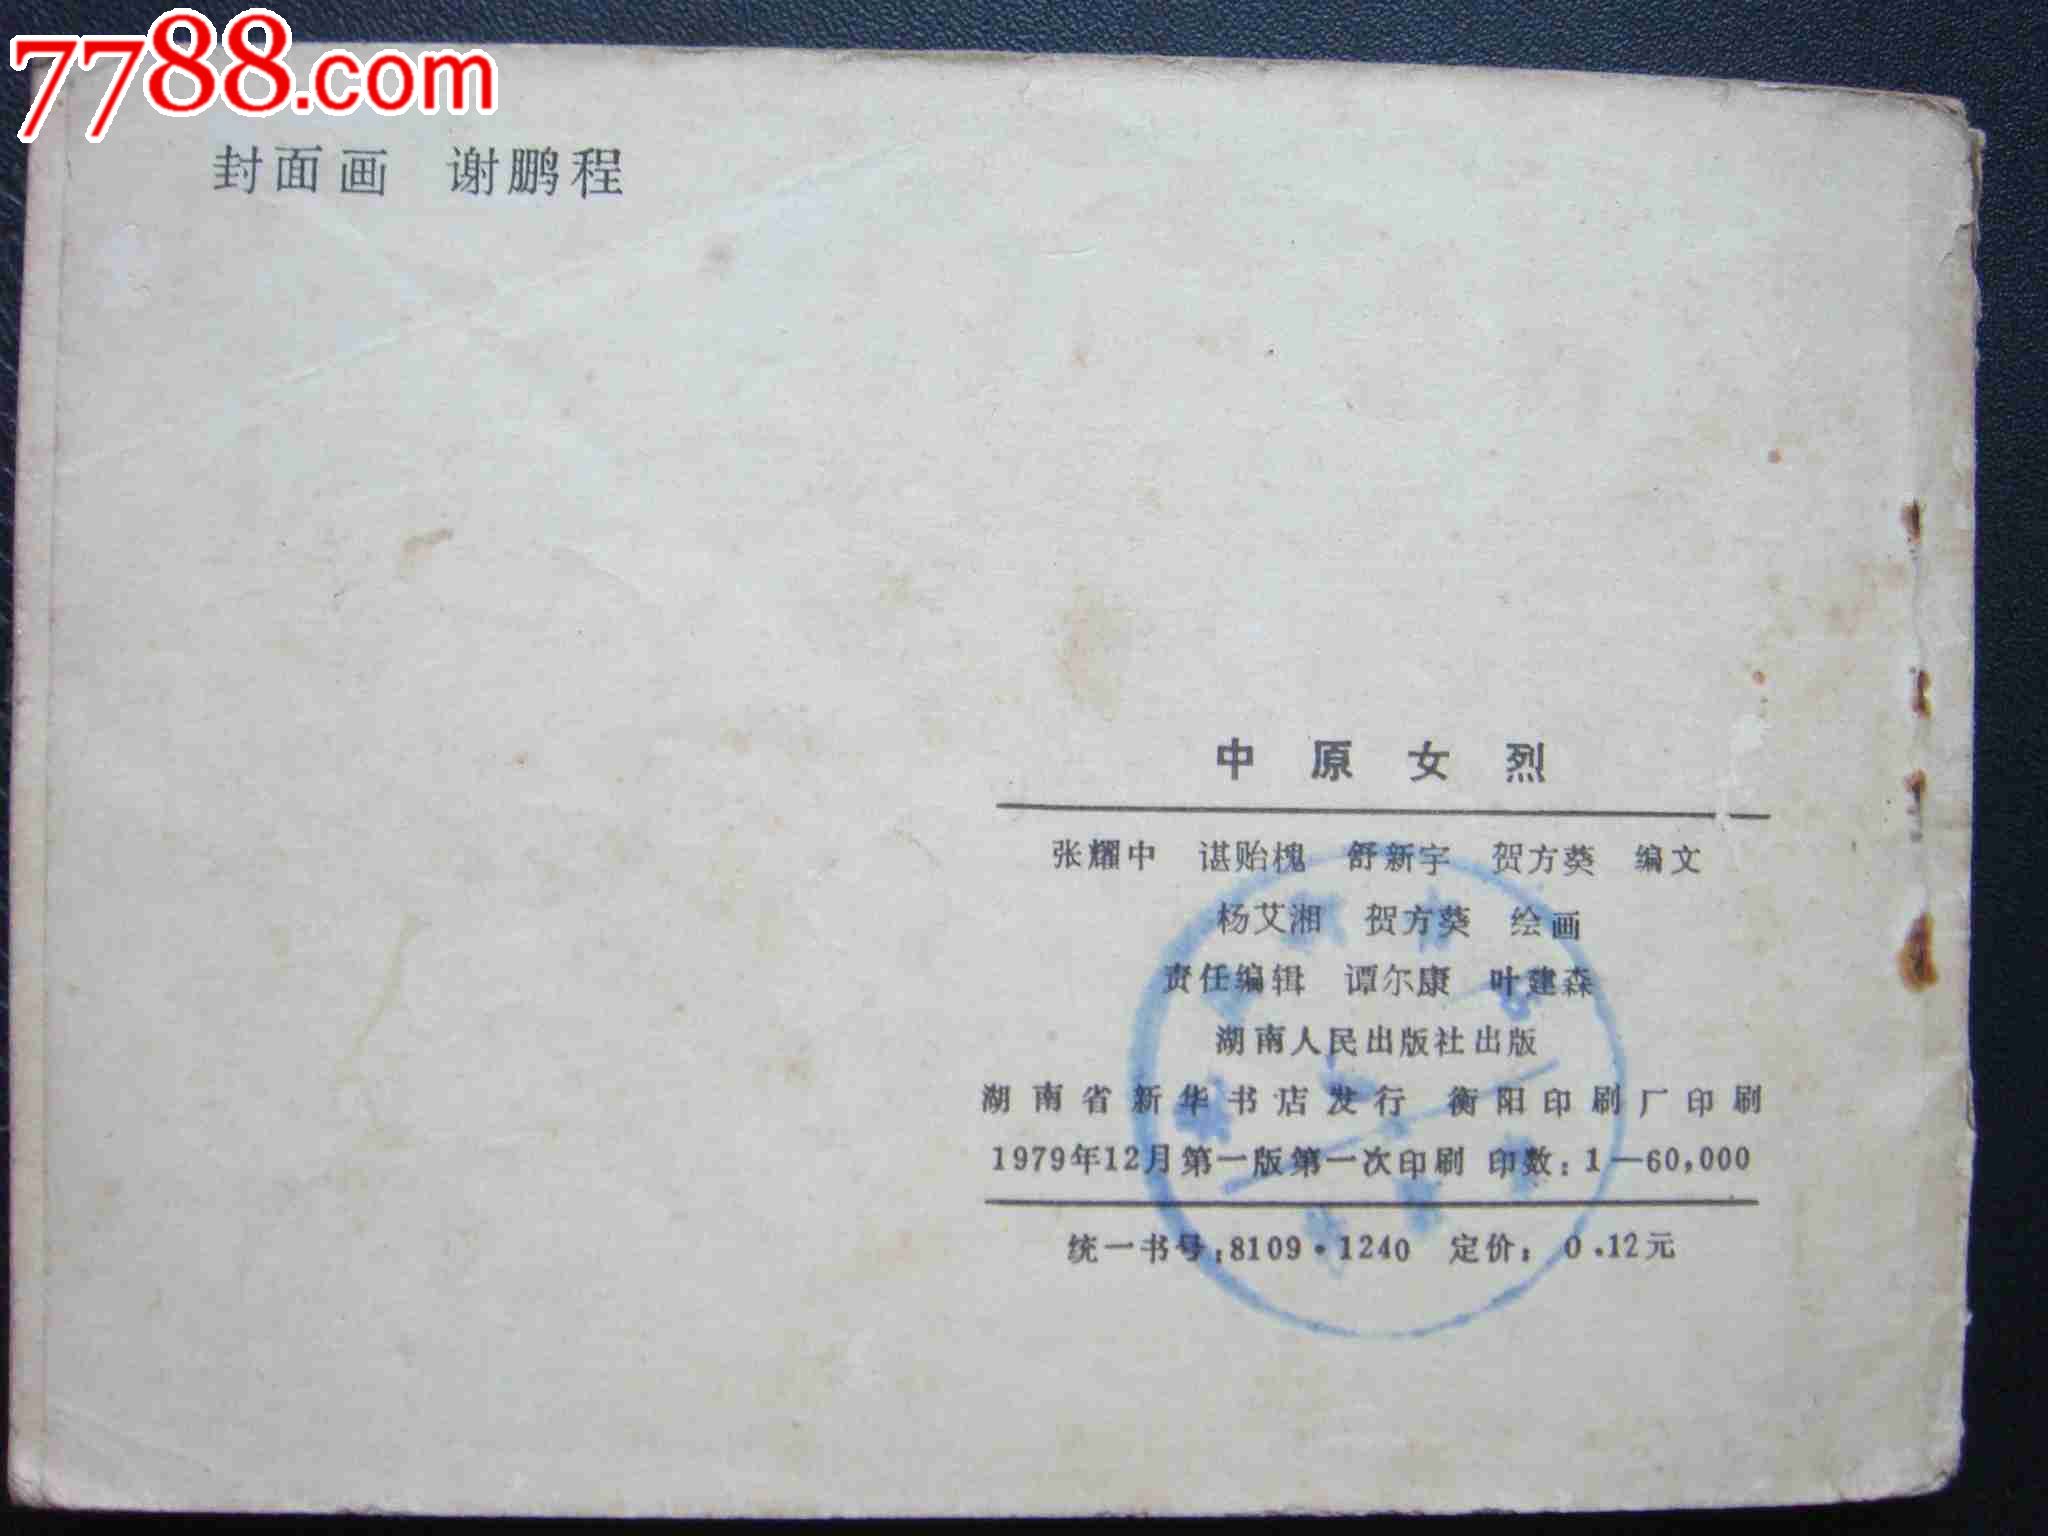 7788.com
封面画 谢鹏程
中原女烈
张耀中 谌贻槐 舒新宇 贺方葵 编文
杨艾湘 贺方葵 绘画
责任编辑 谭尔康 叶建森
湖南人民出版社出版
湖南省新华书店发行 衡阳印刷厂印刷
1979年12月第一版第一次印刷 印数：1—60,000
统一书号：8109·1240 定价：0.12元